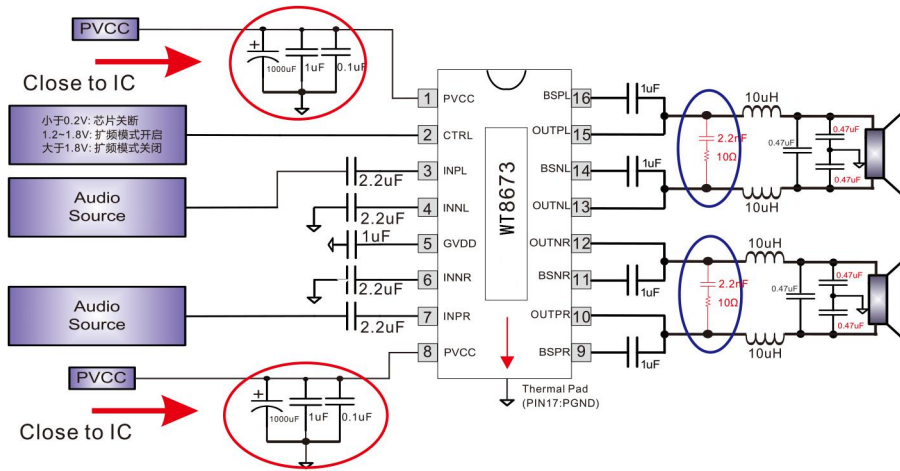 PVCC
Close to IC
1000uF
1uF
0.1uF
小于0.2V: 芯片关断
1.2~1.8V: 扩频模式开启
大于1.8V: 扩频模式关闭
Audio
Source
2.2uF
2.2uF
1uF
2.2uF
2.2uF
Audio
Source
PVCC
Close to IC
1000uF
1uF
0.1uF
1
PVCC
2
CTRL
3
INPL
4
INNL
5
GVDD
6
INNR
7
INPR
8
PVCC
WT8673
BSPL
16
OUTPL
15
BSNL
14
OUTNL
13
OUTNR
12
BSNR
11
OUTPR
10
BSPR
9
Thermal Pad
(PIN17:PGND)
1uF
1uF
1uF
1uF
2.2nF
10Ω
10uH
0.47uF
0.47uF
0.47uF
10uH
10uH
2.2nF
10Ω
0.47uF
0.47uF
0.47uF
10uH